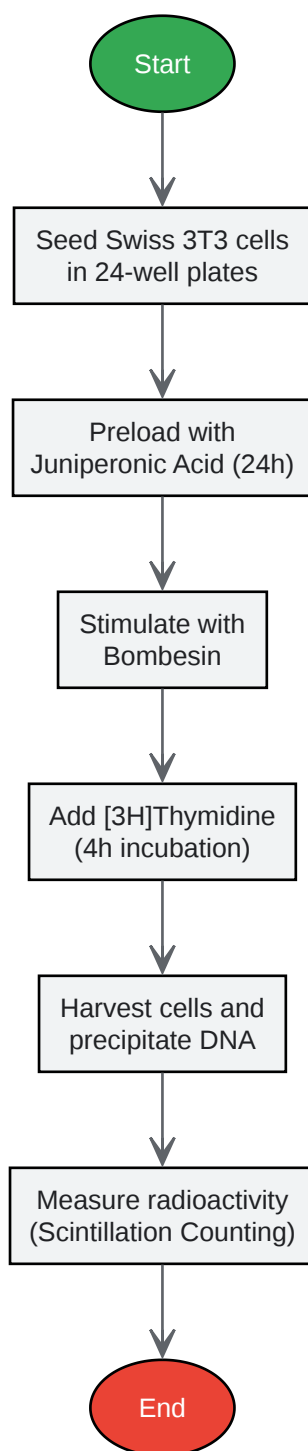 Start
Seed Swiss 3T3 cells
in 24-well plates
Preload with
Juniperonic Acid (24h)
Stimulate with
Bombesin
Add [3H]Thymidine
(4h incubation)
Harvest cells and
precipitate DNA
Measure radioactivity
(Scintillation Counting)
End